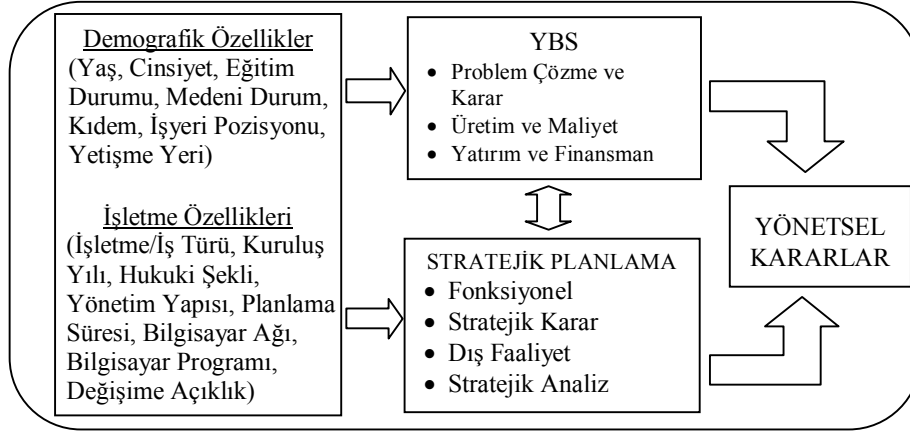 Demografik Özellikler
(Yaş, Cinsiyet, Eğitim
Durumu, Medeni Durum,
Kıdem, İşyeri Pozisyonu,
Yetişme Yeri)
İşletme Özellikleri
(İşletme/İş Türü, Kuruluş
Yılı, Hukuki Şekli,
Yönetim Yapısı, Planlama
Süresi, Bilgisayar Ağı,
Bilgisayar Programı,
Değişime Açıklık)
YBS
• Problem Çözme ve
Karar
• Üretim ve Maliyet
• Yatırım ve Finansman
STRATEJİK PLANLAMA
• Fonksiyonel
• Stratejik Karar
• Dış Faaliyet
• Stratejik Analiz
YÖNETSEL
KARARLAR